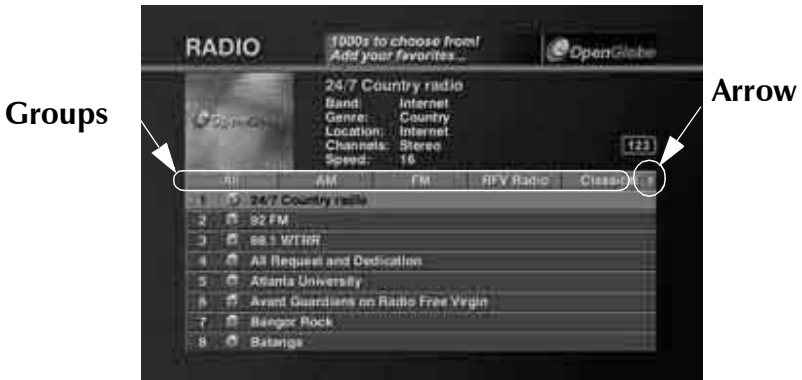 RADIO
1000s to choose from!
Add your favorites...
OpenGlobe
Groups
Arrow
24/7 Country radio
Band: Internet
Genre: Country
Location: Internet
Channels: Stereo
Speed: 16
OpenGlobe
123
All AM FM RFV Radio Classic
1 24/7 Country radio
2 92 FM
3 98.1 WTRR
4 All Request and Dedication
5 Atlanta University
6 Avant Guardians on Radio Free Virgin
7 Bangor Rock
8 Batanga